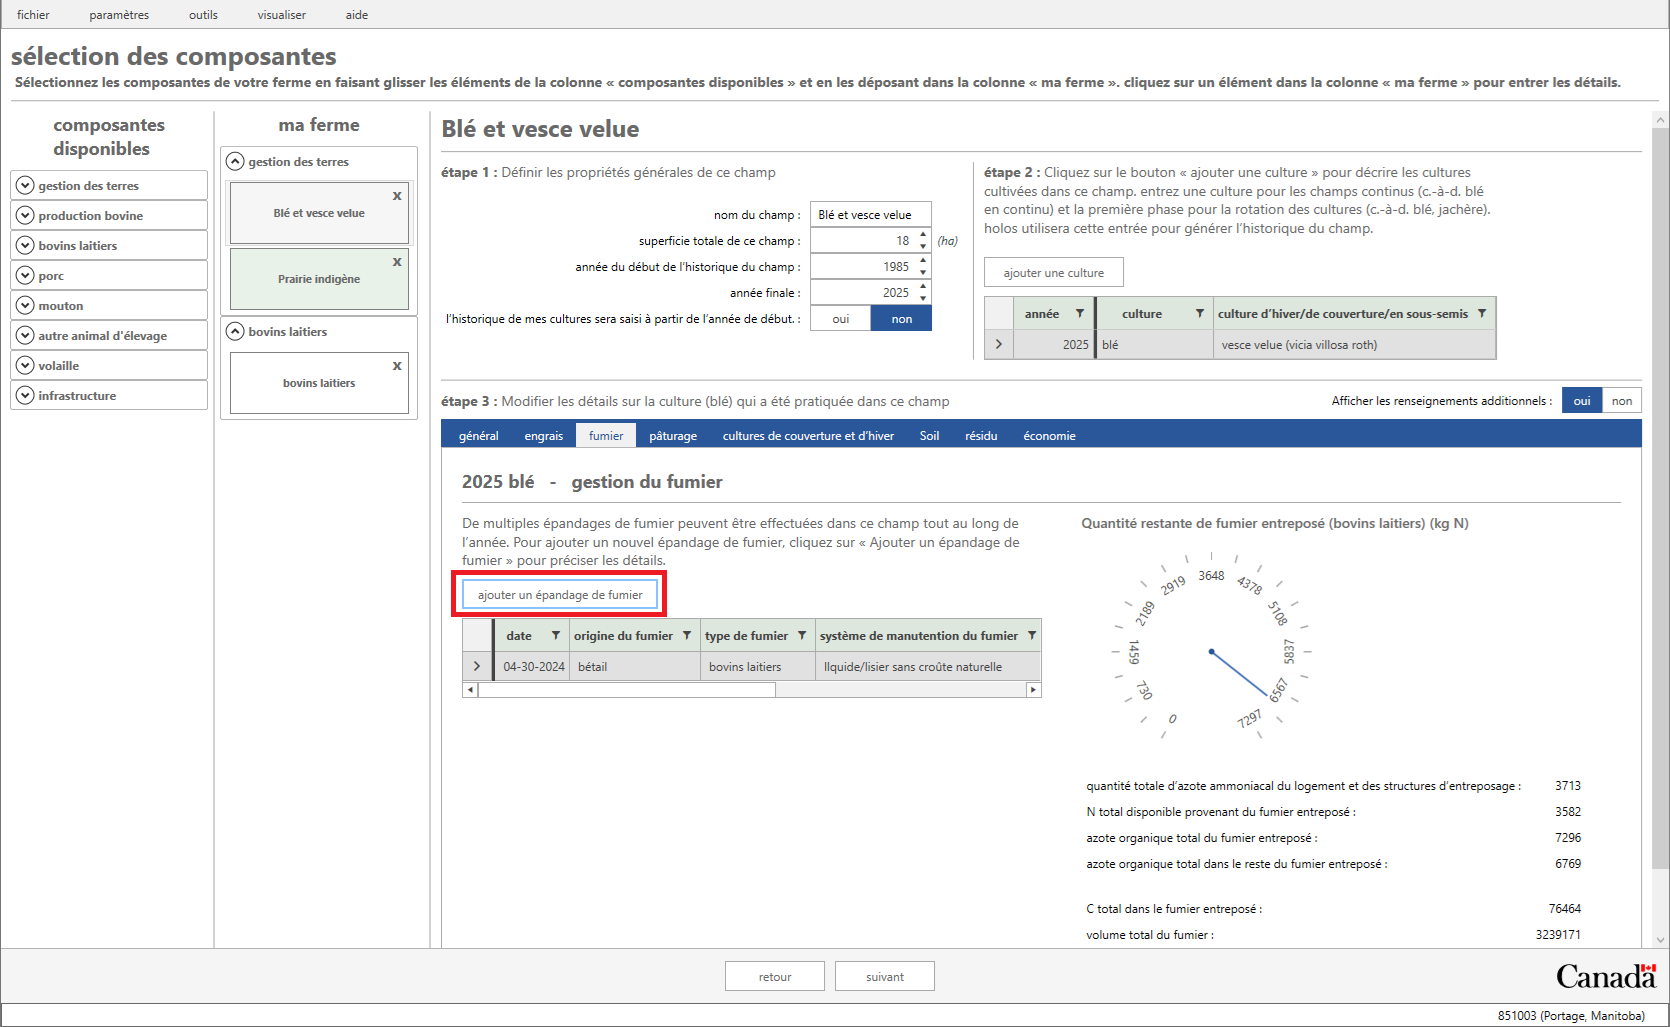 fichier paramètres outils visualiser aide
sélection des composantes
Sélectionnez les composantes de votre ferme en faisant glisser les éléments de la colonne « composantes disponibles » et en les déposant dans la colonne « ma ferme ». cliquez sur un élément dans la colonne « ma ferme » pour entrer les détails.
composantes
disponibles
gestion des terres
production bovine
bovins laitiers
porc
mouton
autre animal d'élevage
volaille
infrastructure
ma ferme
gestion des terres
x
Blé et vesce velue
x
Prairie indigène
bovins laitiers
x
bovins laitiers
Blé et vesce velue
étape 1 : Définir les propriétés générales de ce champ
nom du champ : Blé et vesce velue
superficie totale de ce champ : 18 (ha)
année du début de l'historique du champ : 1985
année finale : 2025
l'historique de mes cultures sera saisi à partir de l'année de début. : oui non
étape 2 : Cliquez sur le bouton « ajouter une culture » pour décrire les cultures
cultivées dans ce champ. entrez une culture pour les champs continus (c.-à-d. blé
en continu) et la première phase pour la rotation des cultures (c.-à-d. blé, jachère).
holos utilisera cette entrée pour générer l'historique du champ.
ajouter une culture
année culture culture d'hiver/de couverture/en sous-semis
2025 blé vesce velue (vicia villosa roth)
étape 3 : Modifier les détails sur la culture (blé) qui a été pratiquée dans ce champ
Afficher les renseignements additionnels : oui non
général engrais fumier pâturage cultures de couverture et d'hiver Soil résidu économie
2025 blé - gestion du fumier
De multiples épandages de fumier peuvent être effectuées dans ce champ tout au long de
l'année. Pour ajouter un nouvel épandage de fumier, cliquez sur « Ajouter un épandage de
fumier » pour préciser les détails.
ajouter un épandage de fumier
date origine du fumier type de fumier système de manutention du fumier
04-30-2024 bétail bovins laitiers lIquide/lisier sans croûte naturelle
Quantité restante de fumier entreposé (bovins laitiers) (kg N)
0
730
1459
2189
2919
3648
4378
5108
5837
6567
7297
quantité totale d'azote ammoniacal du logement et des structures d'entreposage : 3713
N total disponible provenant du fumier entreposé : 3582
azote organique total du fumier entreposé : 7296
azote organique total dans le reste du fumier entreposé : 6769
C total dans le fumier entreposé : 76464
volume total du fumier : 3239171
retour suivant
Canada
851003 (Portage, Manitoba)